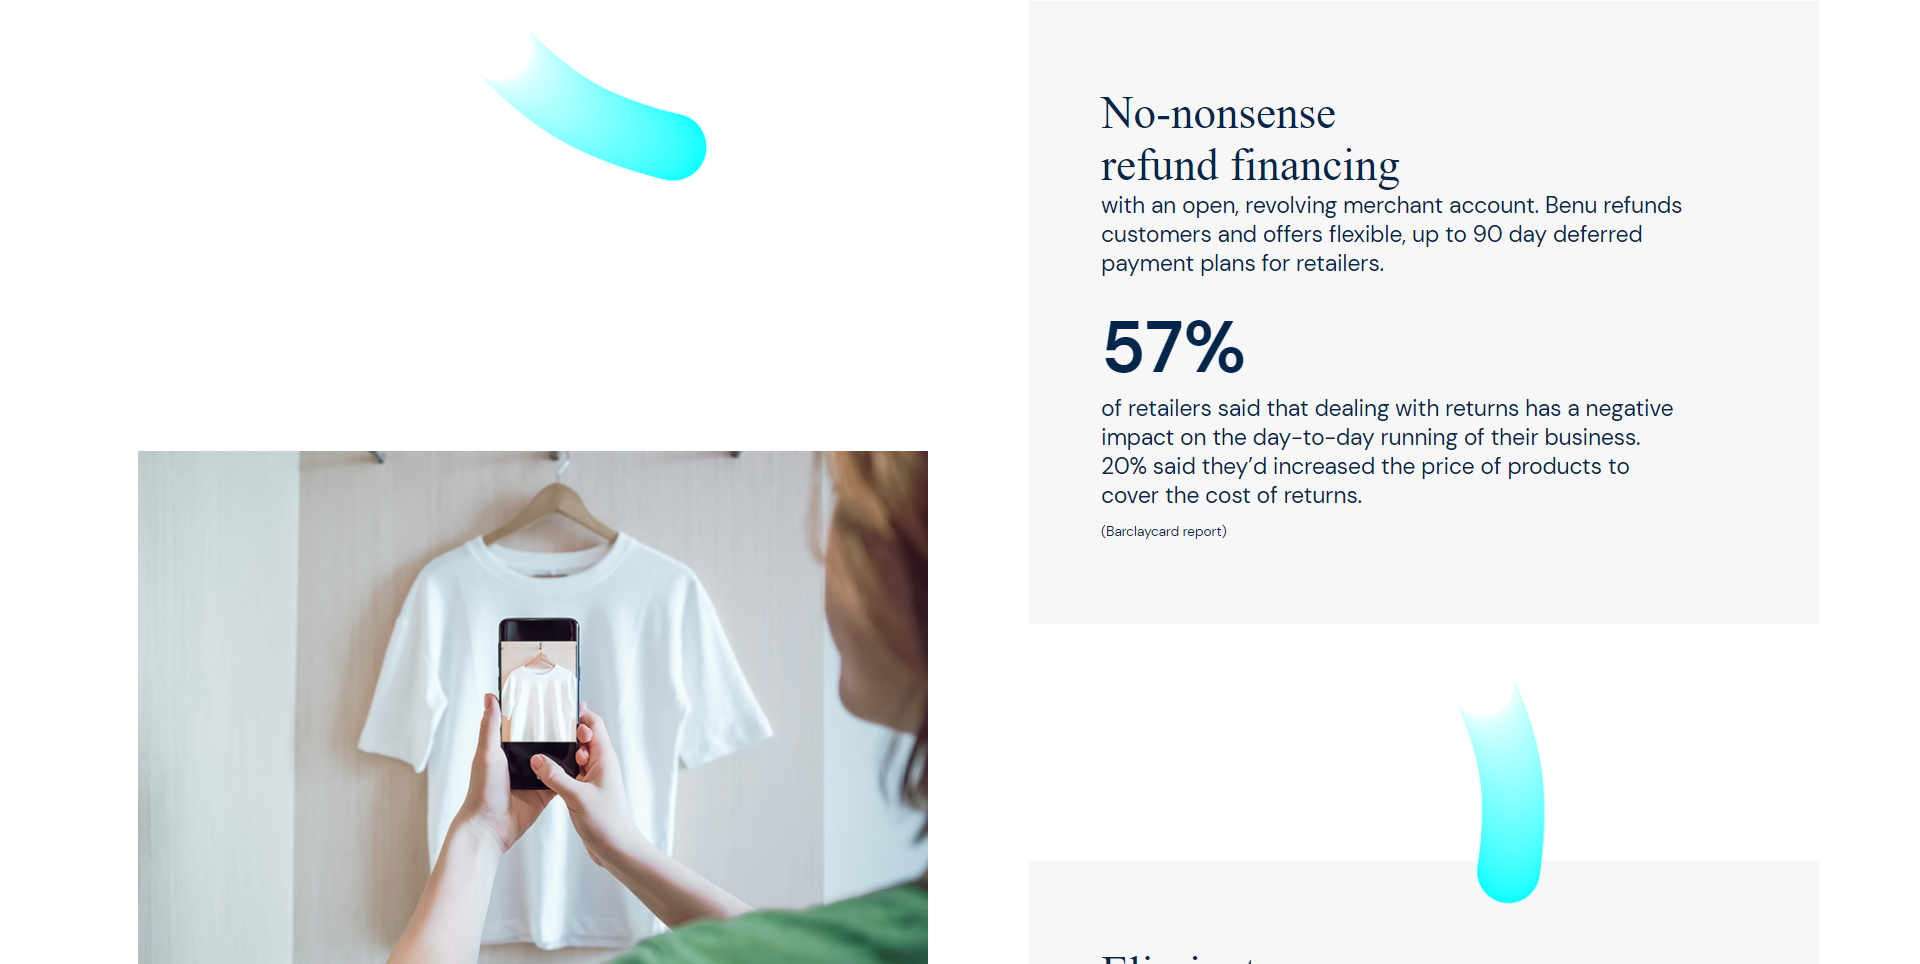 No-nonsense
refund financing
with an open, revolving merchant account. Benu refunds
customers and offers flexible, up to 90 day deferred
payment plans for retailers.
57%
of retailers said that dealing with returns has a negative
impact on the day-to-day running of their business.
20% said they’d increased the price of products to
cover the cost of returns.
(Barclaycard report)